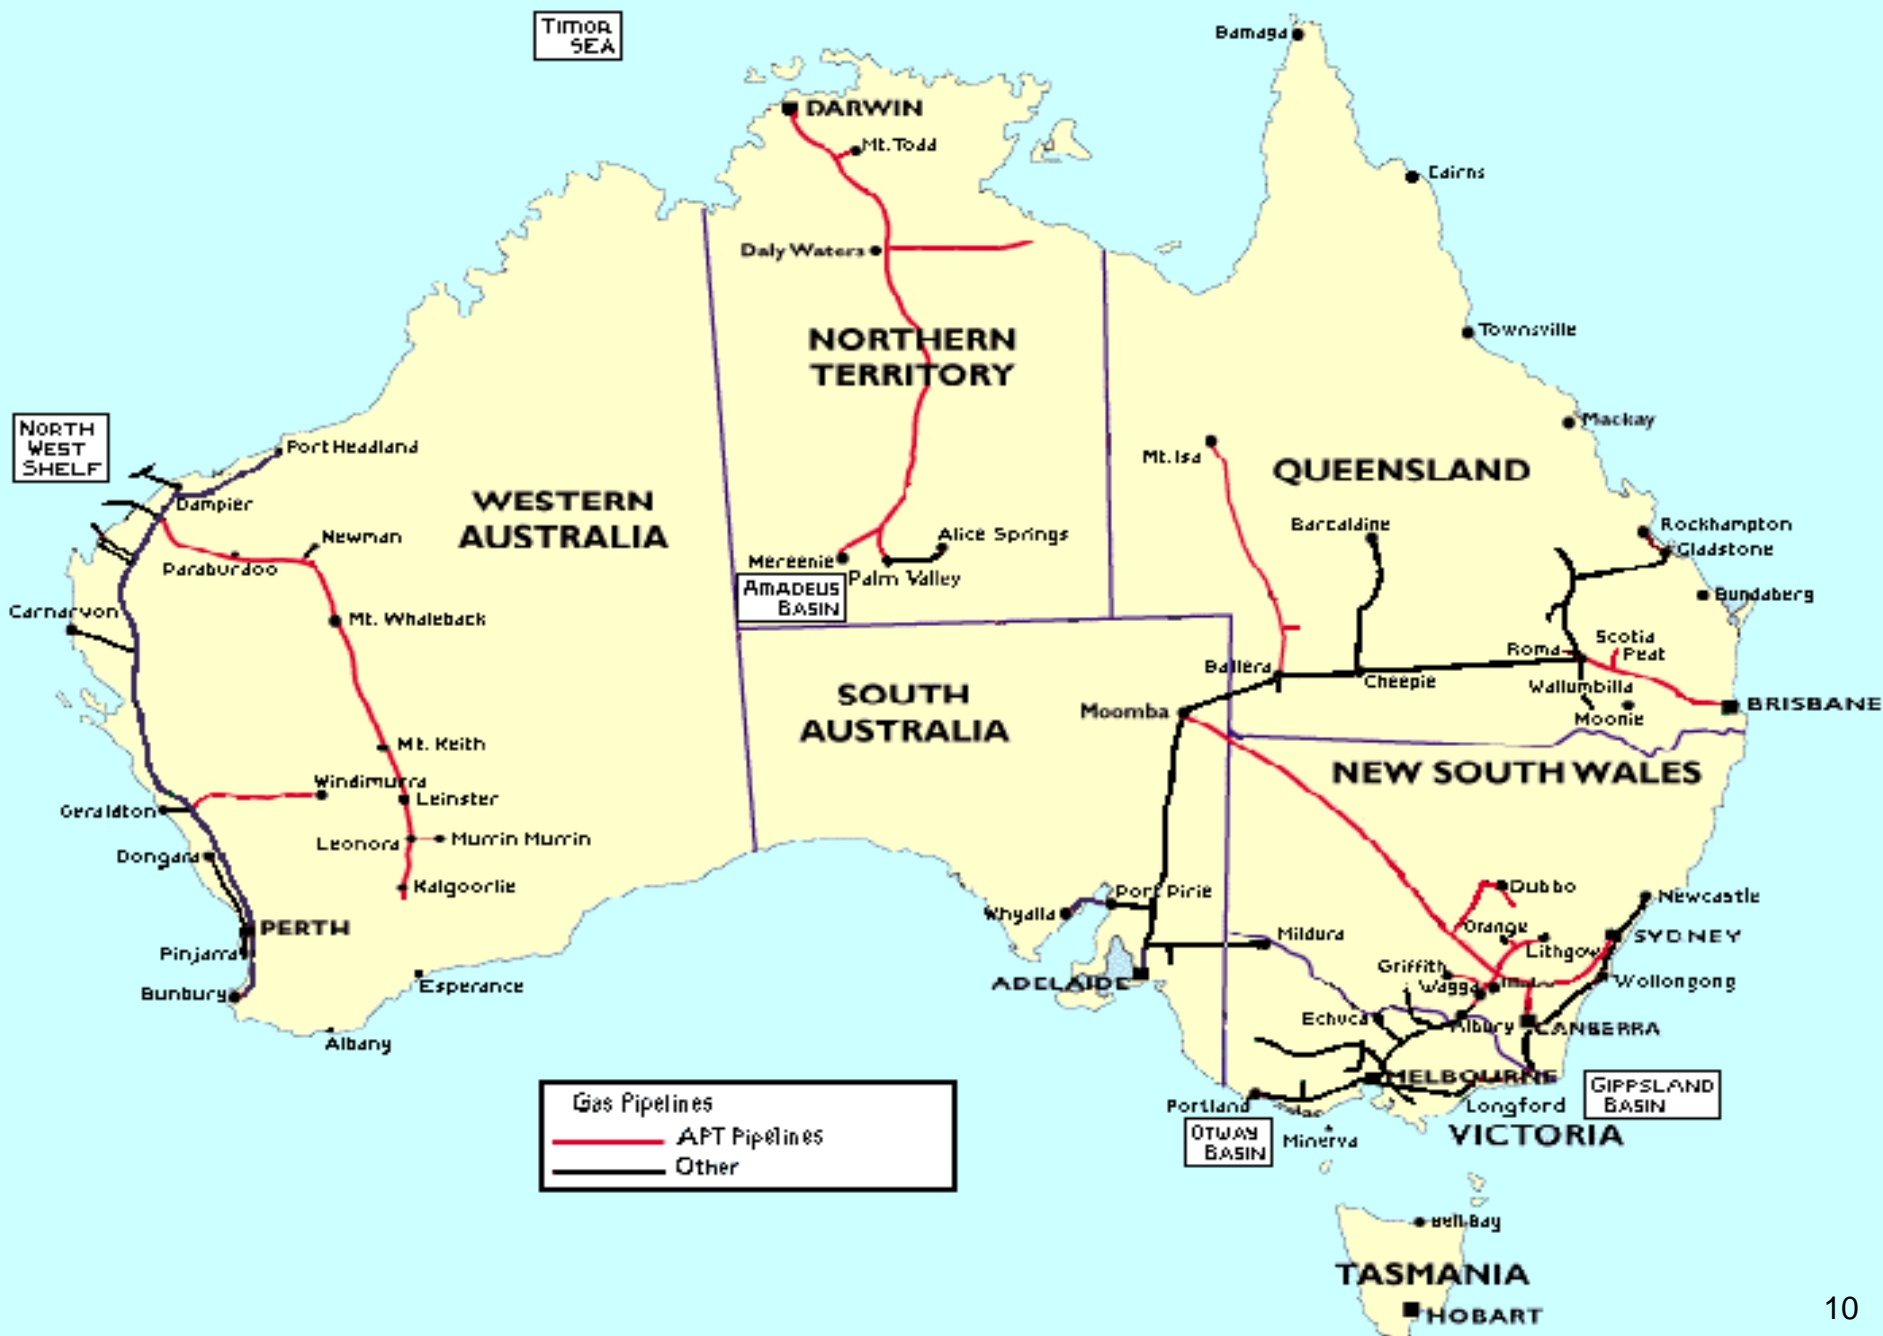 TIMOR
SEA
Bamaga
DARWIN
Mt. Todd
Cairns
Daly Waters
NORTHERN
TERRITORY
Townsville
NORTH
WEST
SHELF
Port Headland
Mackay
Mt. Isa
QUEENSLAND
WESTERN
AUSTRALIA
Dampier
Newman
Barcaldine
Rockhampton
Gladstone
Alice Springs
Mereenie
Palm Valley
Paraburdoo
AMADEUS
BASIN
Bundaberg
Carnarvon
Mt. Whaleback
Scotia
Peat
Roma
Ballera
Cheepie
Wallumbilla
SOUTH
AUSTRALIA
Moomba
Moonie
BRISBANE
Mt. Keith
Windimurra
NEW SOUTH WALES
Leinster
Geraldton
Leonora
Murrin Murrin
Dongara
Kalgoorlie
Port Pirie
Dubbo
Newcastle
Whyalla
PERTH
Mildura
Orange
SYDNEY
Lithgow
Pinjarra
Griffith
ADELAIDE
Wagga
Wollongong
Bunbury
Esperance
Echuca
Albury
CANBERRA
Albany
MELBOURNE
GIPPSLAND
BASIN
Gas Pipelines
Portland
Longford
APT Pipelines
OTWAY
BASIN
Minerva
VICTORIA
Other
Bell Bay
TASMANIA
HOBART
10